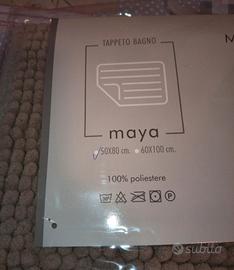 M
TAPPETO BAGNO
maya
50X80 cm. 60X100 cm.
100% poliestere
P
subito